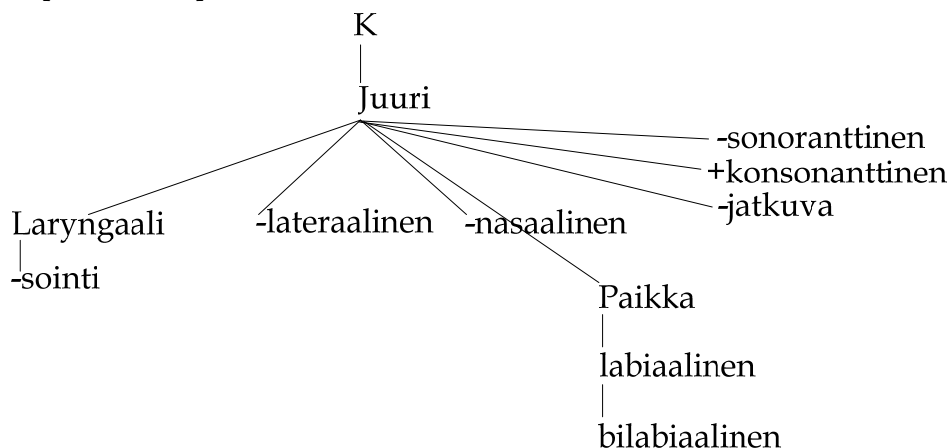 K
Juuri
-sonoranttinen
+konsonanttinen
-jatkuva
Laryngaali
-lateraalinen
-nasaalinen
-sointi
Paikka
labiaalinen
bilabiaalinen